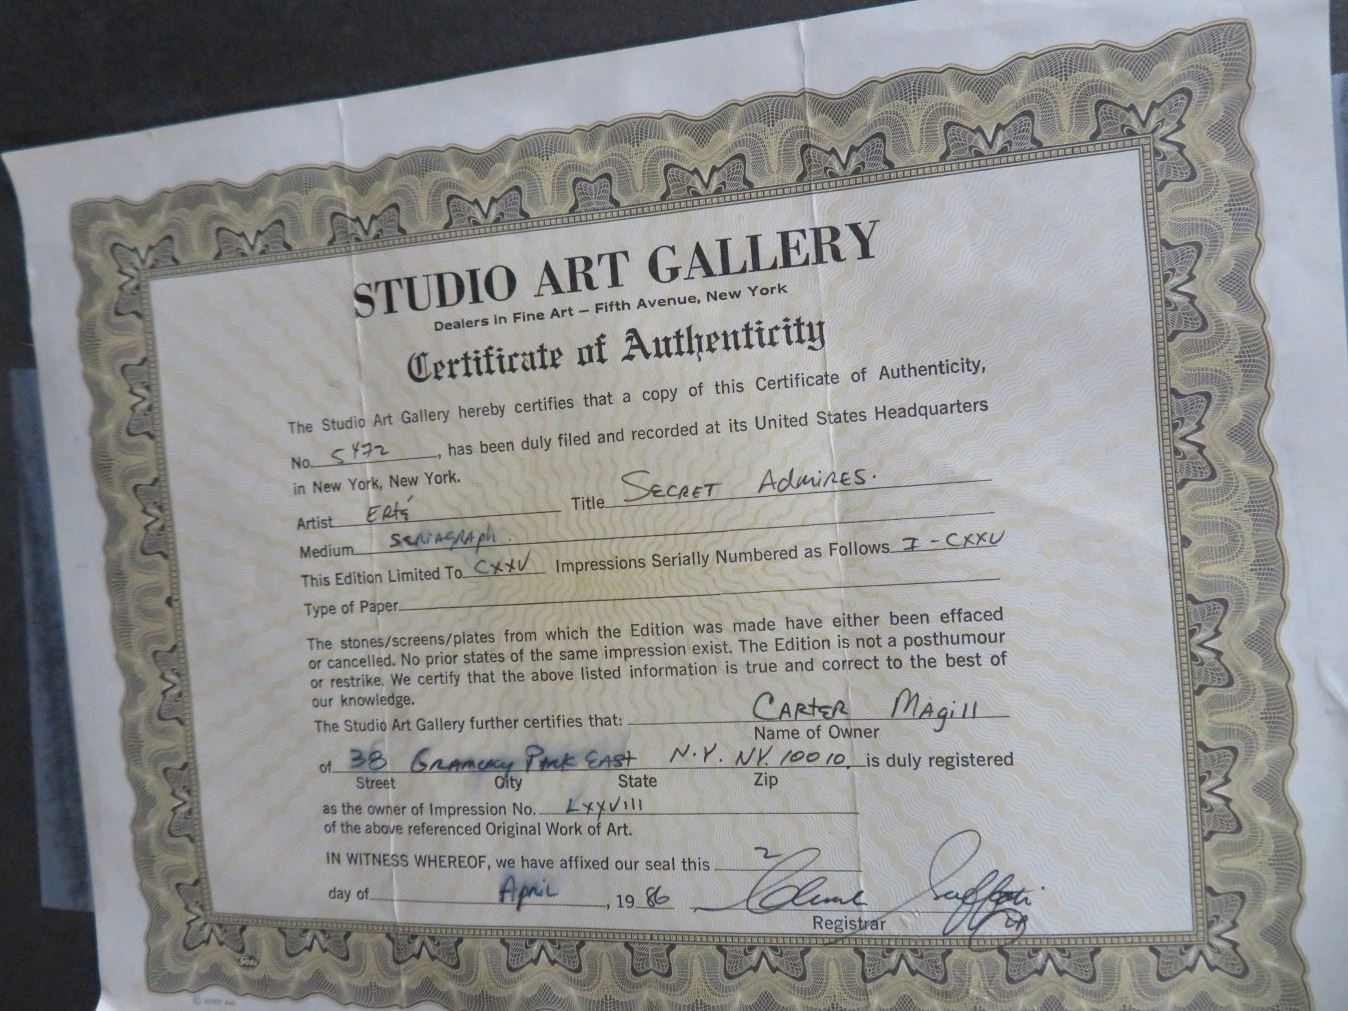 STUDIO ART GALLERY
Dealers in Fine Art – Fifth Avenue, New York
Certificate of Authenticity
The Studio Art Gallery hereby certifies that a copy of this Certificate of Authenticity,
No. 5472, has been duly filed and recorded at its United States Headquarters
in New York, New York.
Artist ERté Title SECRET AdmiRES.
Medium SERIAGRAph.
This Edition Limited To CXXV Impressions Serially Numbered as Follows I - CXXV
Type of Paper
The stones/screens/plates from which the Edition was made have either been effaced
or cancelled. No prior states of the same impression exist. The Edition is not a posthumour
or restrike. We certify that the above listed information is true and correct to the best of
our knowledge.
The Studio Art Gallery further certifies that: CARtER MAgill
Name of Owner
of 38 GRAMERCY PARK EASt N.Y. NY. 10010. is duly registered
Street City State Zip
as the owner of Impression No. LXXVIII
of the above referenced Original Work of Art.
IN WITNESS WHEREOF, we have affixed our seal this 2
day of April, 1986
Registrar